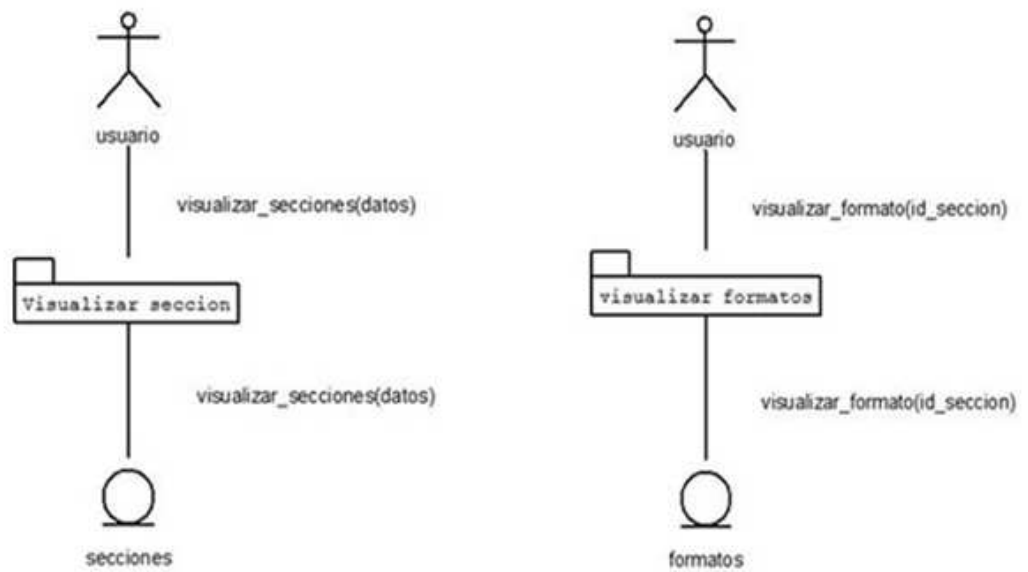 usuario
visualizar_secciones(datos)
Visualizar seccion
visualizar_secciones(datos)
secciones
usuario
visualizar_formato(id_seccion)
visualizar formatos
visualizar_formato(id_seccion)
formatos